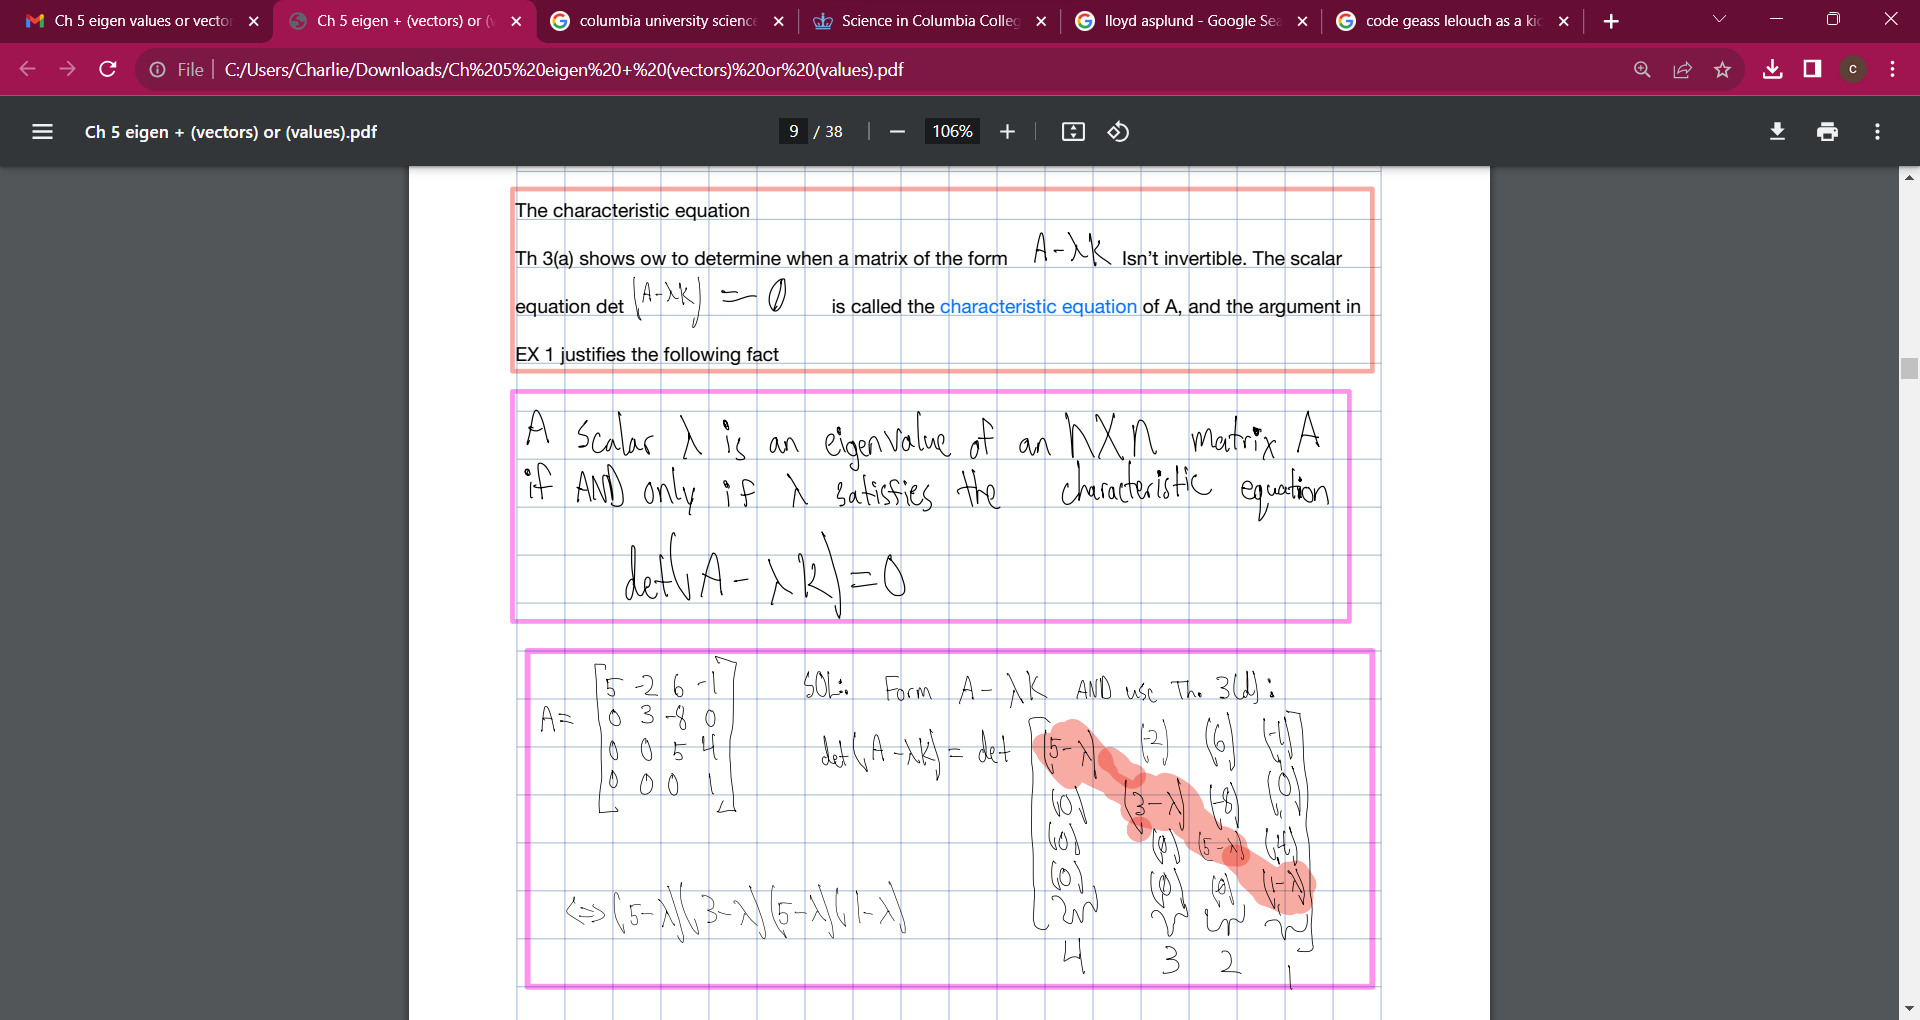 Ch 5 eigen values or vector
Ch 5 eigen + (vectors) or (v
columbia university science
Science in Columbia Colleg
lloyd asplund - Google Sea
code geass lelouch as a kid
File
C:/Users/Charlie/Downloads/Ch%205%20eigen%20+%20(vectors)%20or%20(values).pdf
C
Ch 5 eigen + (vectors) or (values).pdf
9 / 38
106%
The characteristic equation
Th 3(a) shows ow to determine when a matrix of the form A-λK Isn't invertible. The scalar
equation det (A-λK) = 0 is called the characteristic equation of A, and the argument in
EX 1 justifies the following fact
A scalar λ is an eigenvalue of an nXn matrix A
if AND only if λ satisfies the characteristic equation
det(A - λK)=0
A= [5 -2 6 -1
0 3 -8 0
0 0 5 4
0 0 0 1]
SOL: Form A - λK AND use Th. 3(d):
det(A-λK) = det [(5-λ) (-2) (6) (-1)
(0) (3-λ) (-8) (0)
(0) (0) (5-λ) (4)
(0) (0) (0) (1-λ)]
4 3 2 1
⇔ (5-λ)(3-λ)(5-λ)(1-λ)